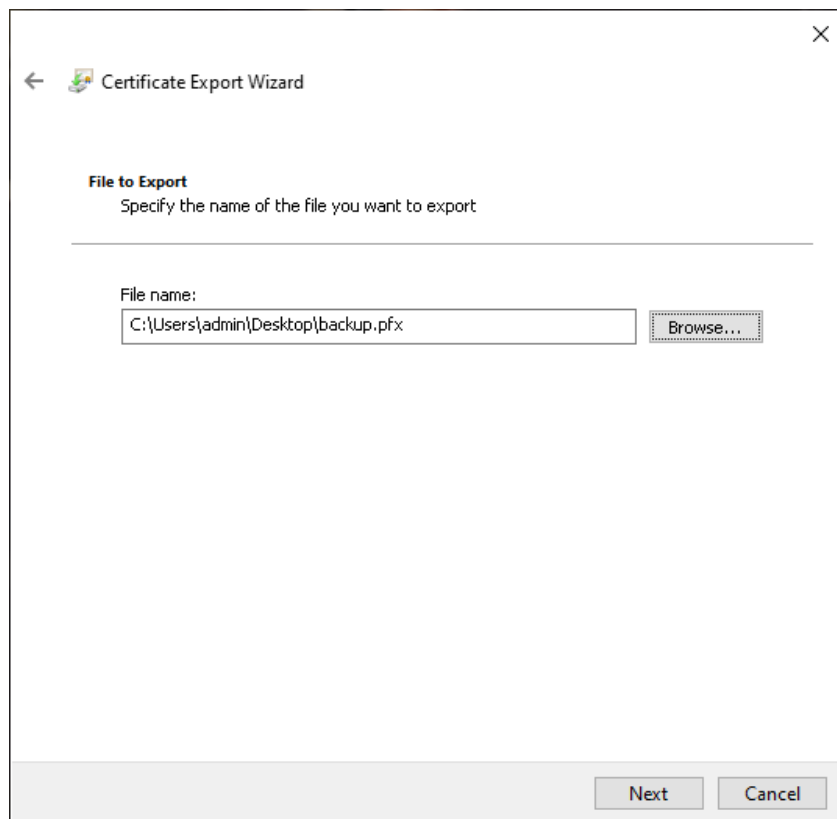 Certificate Export Wizard
File to Export
Specify the name of the file you want to export
File name:
C:\Users\admin\Desktop\backup.pfx
Browse...
Next
Cancel